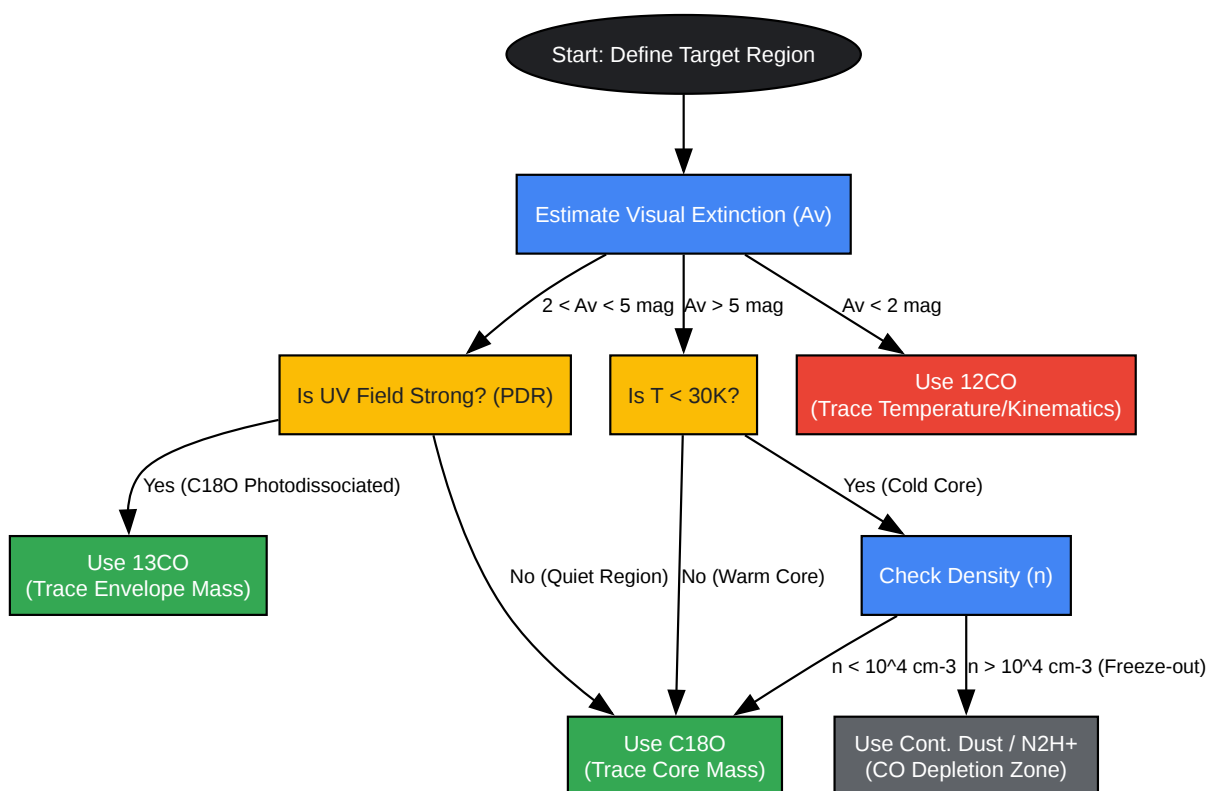 Start: Define Target Region
Estimate Visual Extinction (Av)
2 < Av < 5 mag
Av > 5 mag
Av < 2 mag
Is UV Field Strong? (PDR)
Is T < 30K?
Use 12CO
(Trace Temperature/Kinematics)
Yes (C18O Photodissociated)
Yes (Cold Core)
Use 13CO
(Trace Envelope Mass)
No (Quiet Region)
No (Warm Core)
Check Density (n)
n < 10^4 cm-3
n > 10^4 cm-3 (Freeze-out)
Use C18O
(Trace Core Mass)
Use Cont. Dust / N2H+
(CO Depletion Zone)